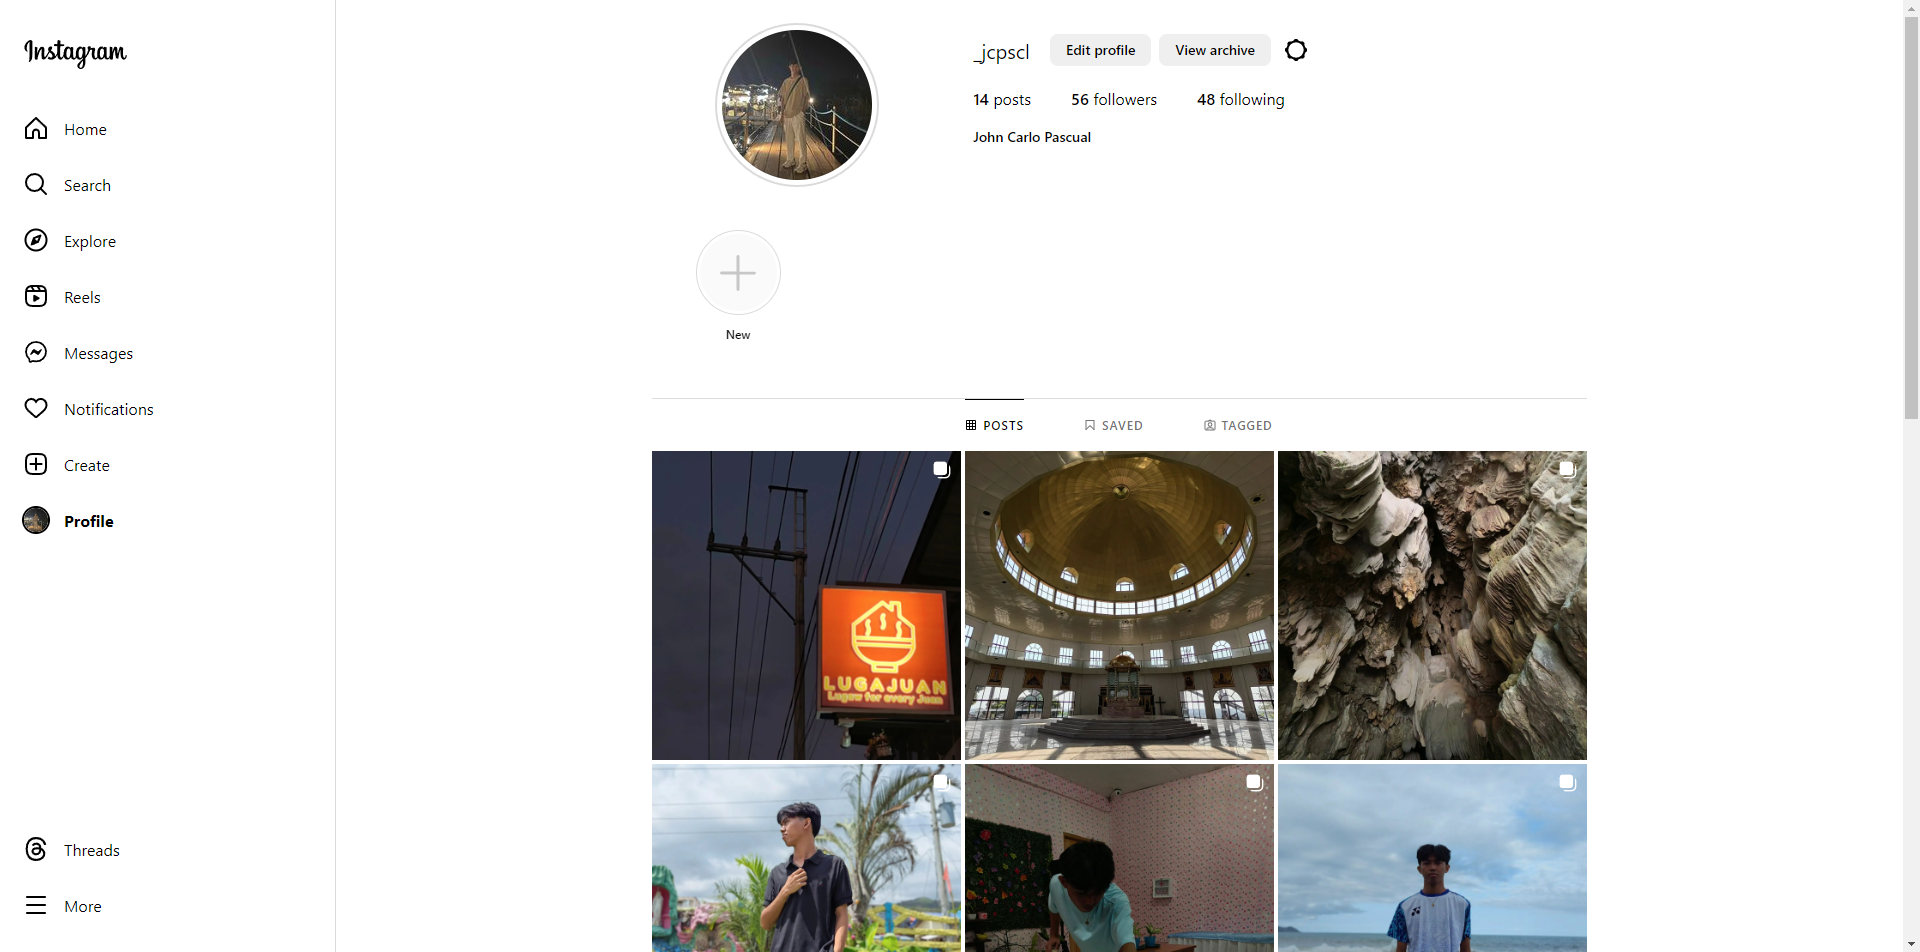 Instagram
Home
Search
Explore
Reels
Messages
Notifications
Create
Profile
Threads
More
_jcpscl
Edit profile
View archive
14 posts
56 followers
48 following
John Carlo Pascual
New
POSTS
SAVED
TAGGED
LUGAJUAN
Lugaw for every Juan